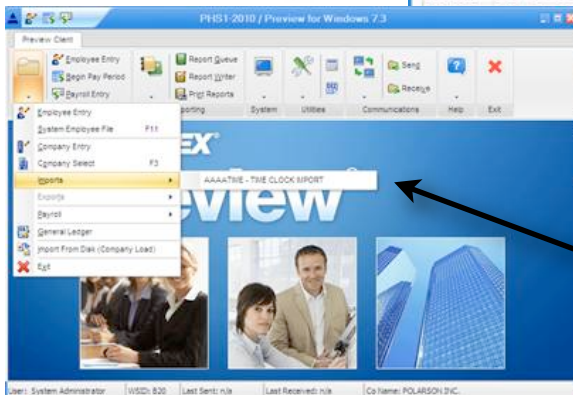 PHS1-2010 / Preview for Windows 7.3
Preview Client
Employee Entry
Begin Pay Period
Payroll Entry
Report Queue
Report Writer
Print Reports
Send
Receive
porting
System
Utilities
Communications
Help
Exit
Employee Entry
System Employee File F11
Company Entry
Company Select F3
Imports
AAAATIME - TIME CLOCK IMPORT
Exports
Payroll
General Ledger
Import From Disk (Company Load)
Exit
EX®
view®
User: System Administrator
WSID: B20
Last Sent: n/a
Last Received: n/a
Co Name: POLARSON INC.